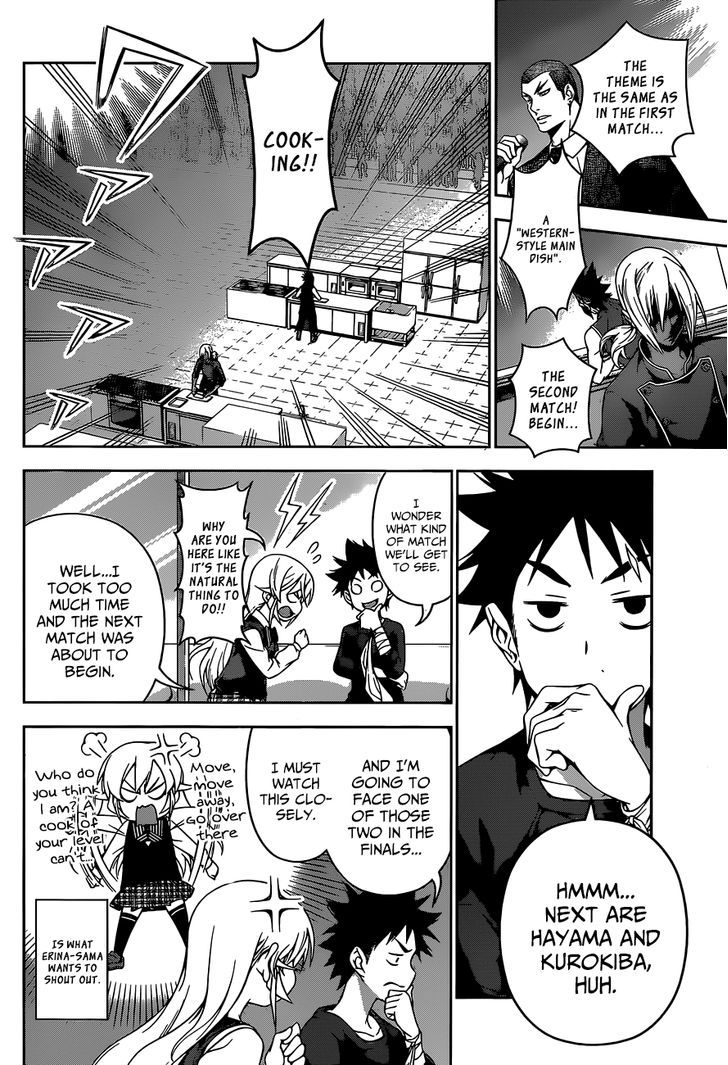 THE
THEME IS
THE SAME AS
IN THE FIRST
MATCH...
A
"WESTERN-
STYLE MAIN
DISH".
THE
SECOND
MATCH!
BEGIN...
COOK-
ING!!
HMMM...
NEXT ARE
HAYAMA AND
KUROKIBA,
HUH.
I
WONDER
WHAT KIND
OF MATCH
WE'LL GET
TO SEE.
WHY
ARE YOU
HERE LIKE
IT'S THE
NATURAL
THING TO
DO!!
WELL...I
TOOK TOO
MUCH TIME
AND THE NEXT
MATCH WAS
ABOUT TO
BEGIN.
AND I'M
GOING TO
FACE ONE
OF THOSE
TWO IN THE
FINALS...
I MUST
WATCH
THIS CLO-
SELY.
Move,
move
away,
go over
there
Who do
you think
I am? A
cook of
your level
can't...
IS WHAT
ERINA-SAMA
WANTS TO
SHOUT OUT.